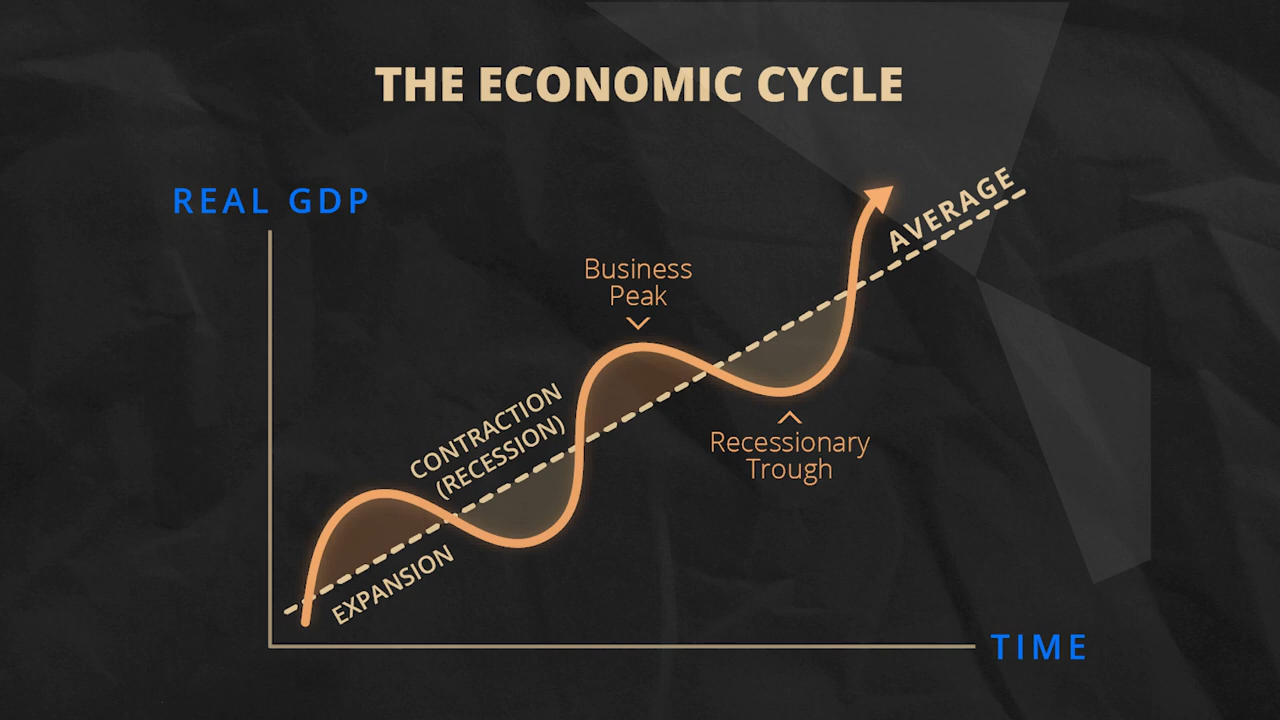 THE ECONOMIC CYCLE
REAL GDP
AVERAGE
Business
Peak
CONTRACTION
(RECESSION)
Recessionary
Trough
EXPANSION
TIME